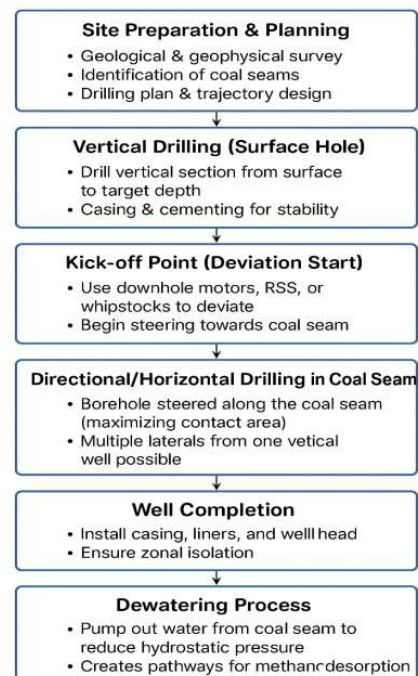 Site Preparation & Planning
• Geological & geophysical survey
• Identification of coal seams
• Drilling plan & trajectory design
Vertical Drilling (Surface Hole)
• Drill vertical section from surface
to target depth
• Casing & cementing for stability
Kick-off Point (Deviation Start)
• Use downhole motors, RSS, or
whipstocks to deviate
• Begin steering towards coal seam
Directional/Horizontal Drilling in Coal Seam
• Borehole steered along the coal seam
(maximizing contact area)
• Multiple laterals from one vetical
well possible
Well Completion
• Install casing, liners, and welllhead
• Ensure zonal isolation
Dewatering Process
• Pump out water from coal seam to
reduce hydrostatic pressure
• Creates pathways for methancdesorption